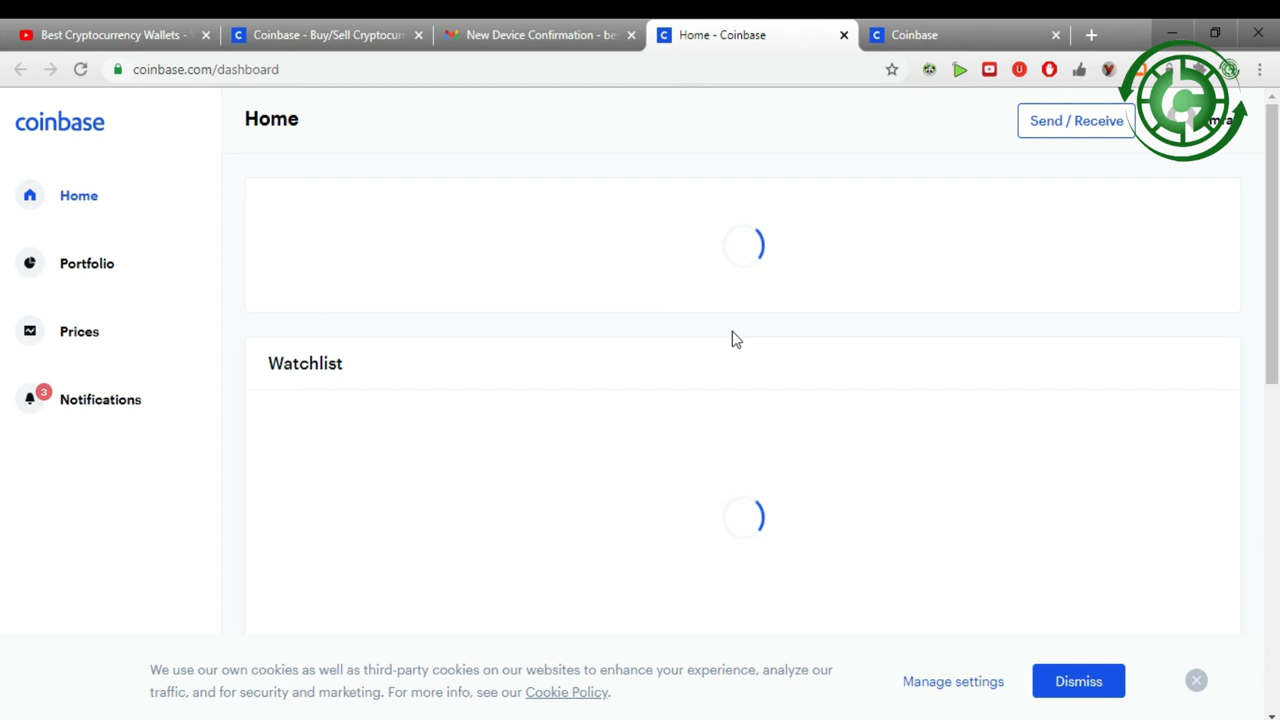 Best Cryptocurrency Wallets -
Coinbase - Buy/Sell Cryptocurr
New Device Confirmation - be
Home - Coinbase
Coinbase
coinbase.com/dashboard
coinbase
Home
Send / Receive
Home
Portfolio
Prices
3
Notifications
Watchlist
We use our own cookies as well as third-party cookies on our websites to enhance your experience, analyze our
traffic, and for security and marketing. For more info, see our Cookie Policy.
Manage settings
Dismiss